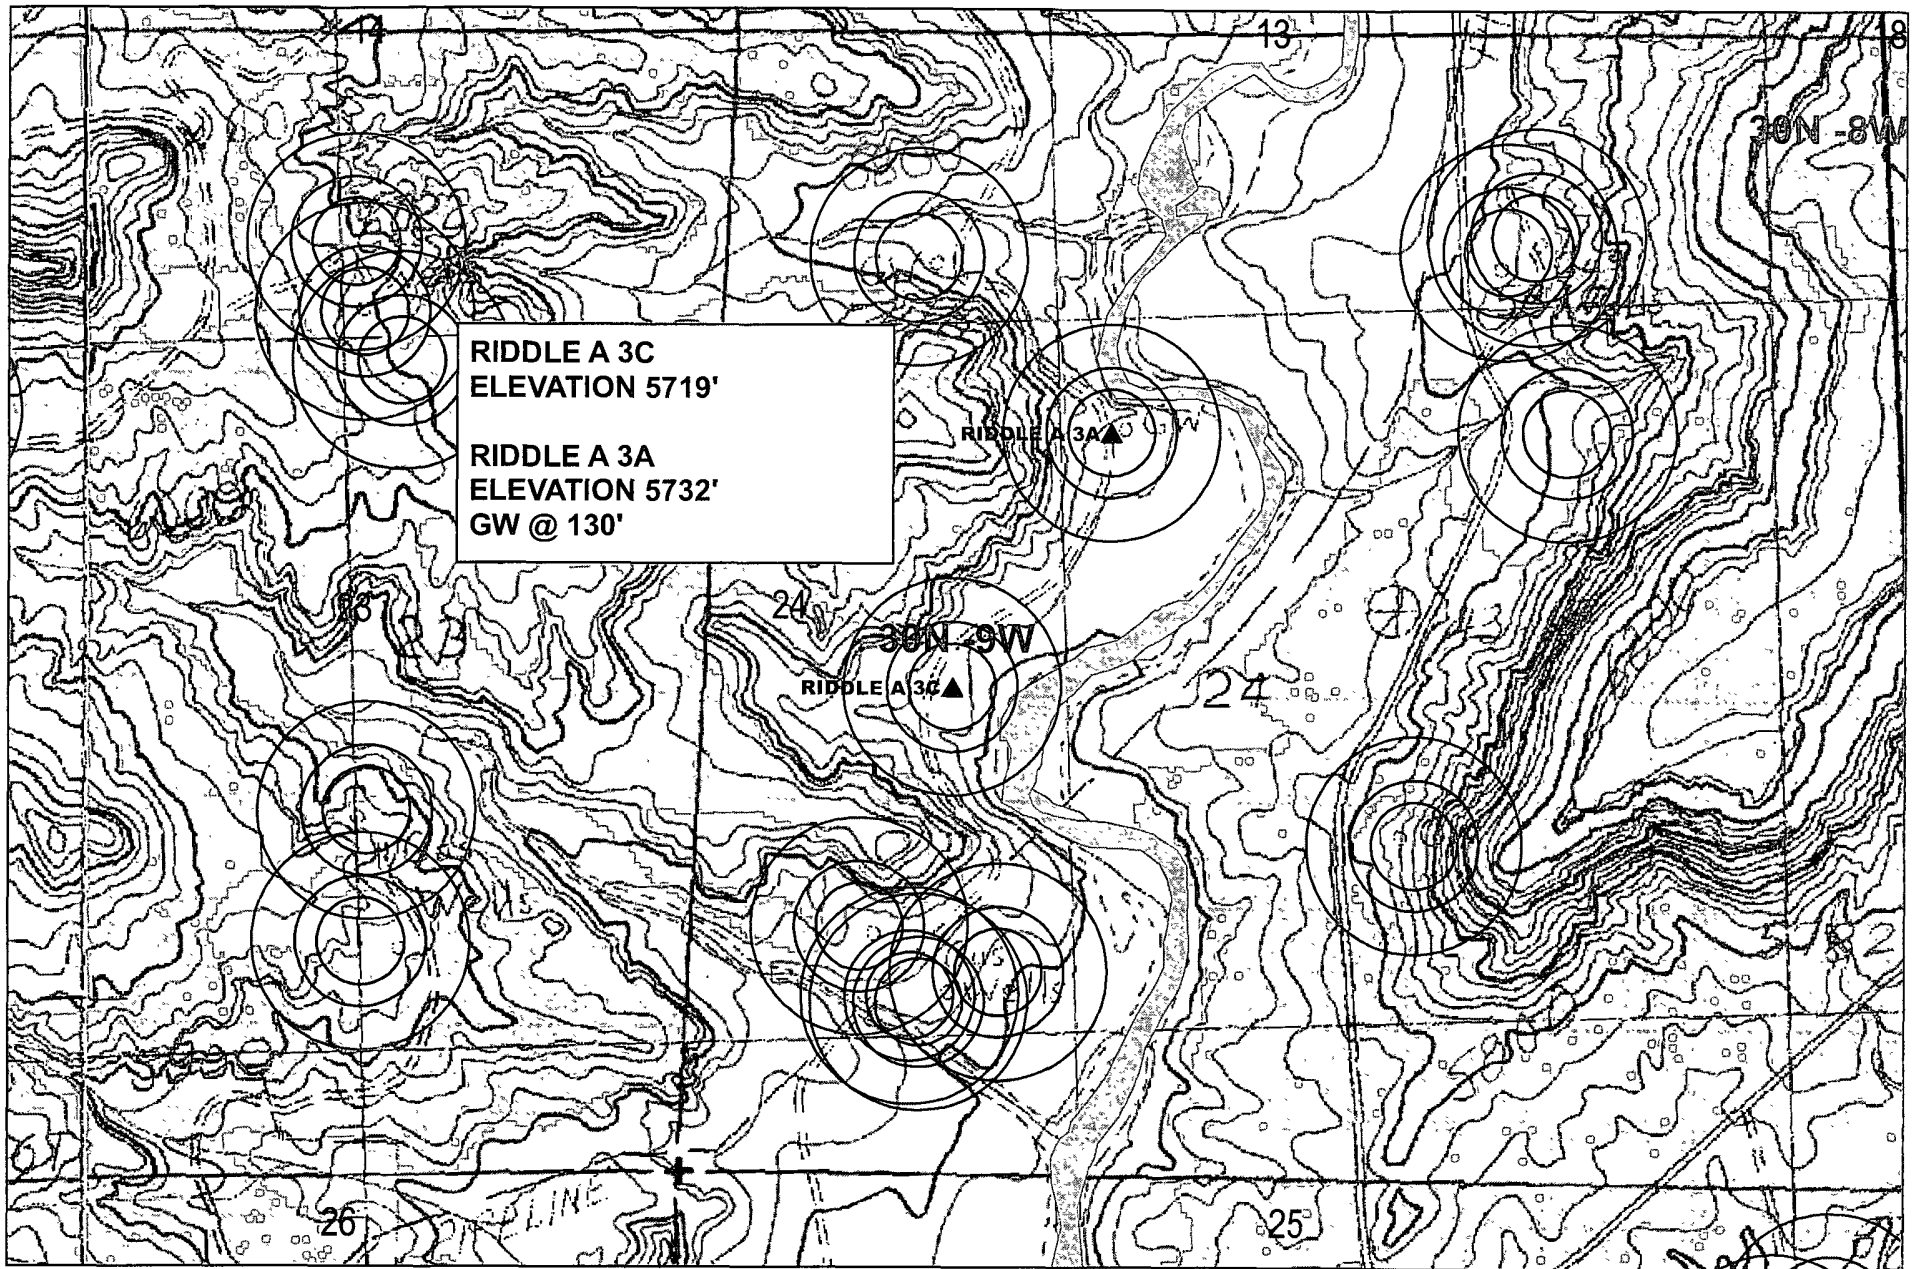 14
13
18
30N -8W
RIDDLE A 3C
ELEVATION 5719'
RIDDLE A 3A
ELEVATION 5732'
GW @ 130'
RIDDLE A 3A
24
23
30N -9W
RIDDLE A 3C
24
26
25